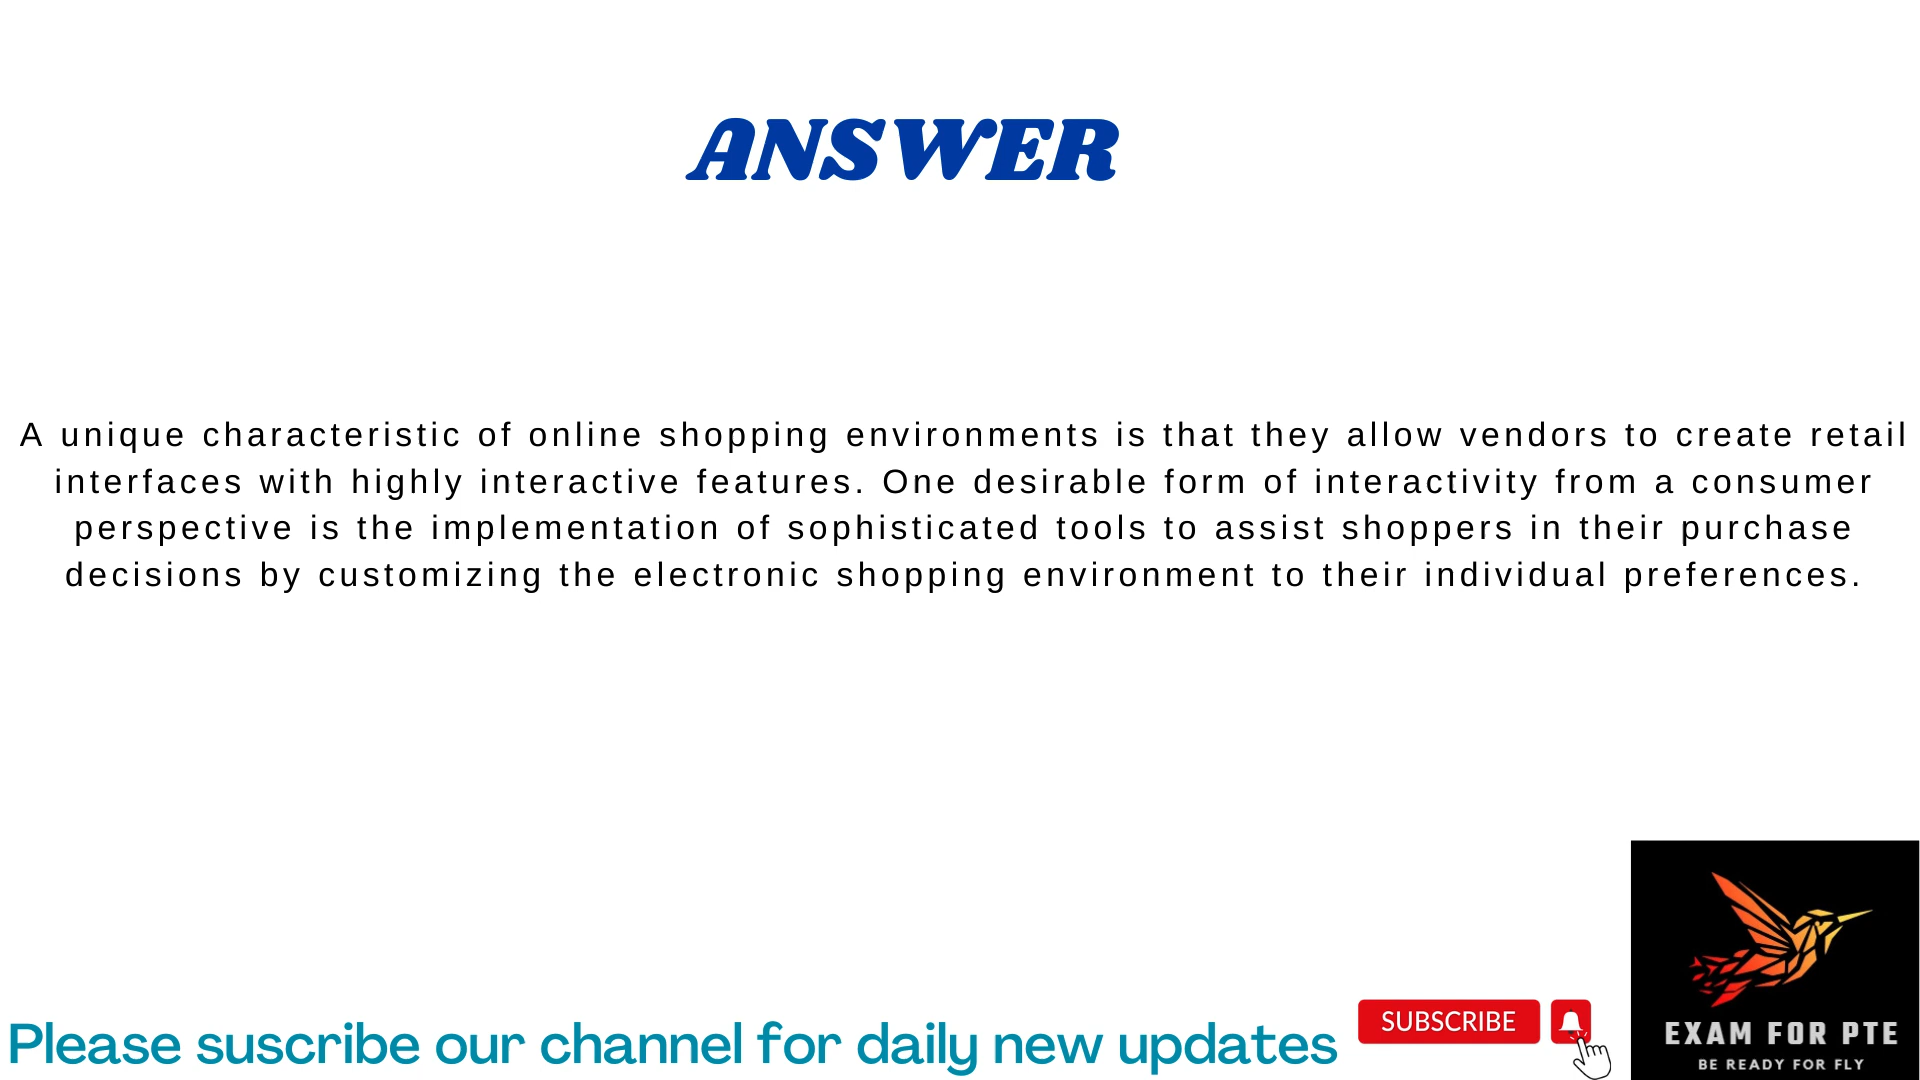 ANSWER
A unique characteristic of online shopping environments is that they allow vendors to create retail
interfaces with highly interactive features. One desirable form of interactivity from a consumer
perspective is the implementation of sophisticated tools to assist shoppers in their purchase
decisions by customizing the electronic shopping environment to their individual preferences.
Please suscribe our channel for daily new updates
SUBSCRIBE
EXAM FOR PTE
BE READY FOR FLY